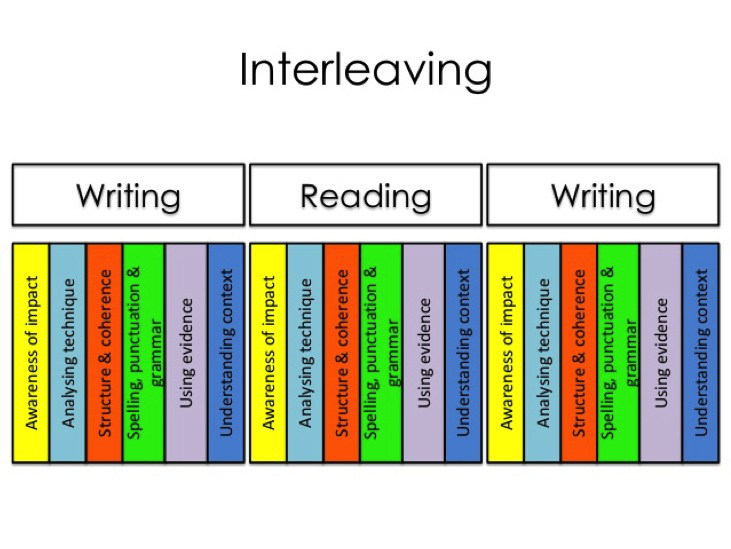 Interleaving
Writing
Reading
Writing
Awareness of impact
Analysing technique
Structure & coherence
Spelling, punctuation &
grammar
Using evidence
Understanding context
Awareness of impact
Analysing technique
Structure & coherence
Spelling, punctuation &
grammar
Using evidence
Understanding context
Awareness of impact
Analysing technique
Structure & coherence
Spelling, punctuation &
grammar
Using evidence
Understanding context